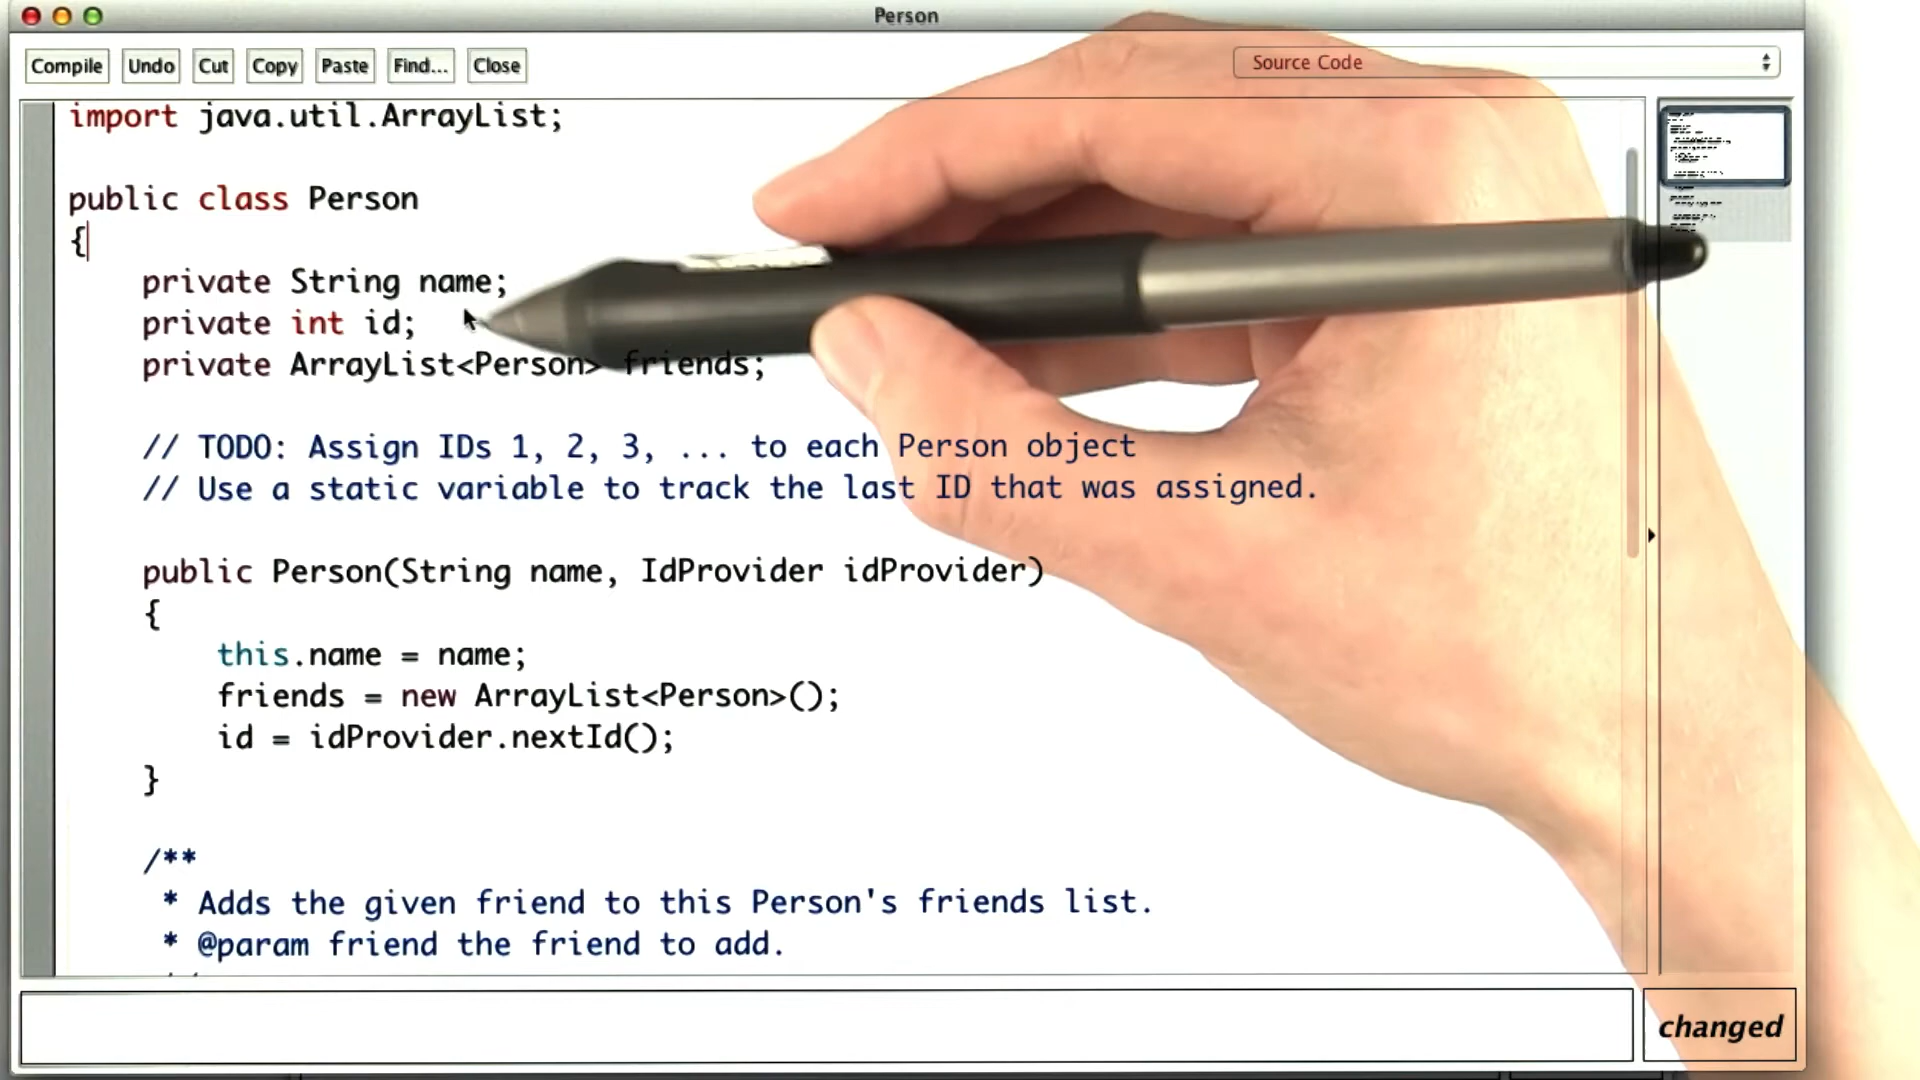 Person
Compile Undo Cut Copy Paste Find... Close Source Code
import java.util.ArrayList;
public class Person
{
private String name;
private int id;
private ArrayList<Person> friends;
// TODO: Assign IDs 1, 2, 3, ... to each Person object
// Use a static variable to track the last ID that was assigned.
public Person(String name, IdProvider idProvider)
{
this.name = name;
friends = new ArrayList<Person>();
id = idProvider.nextId();
}
/**
* Adds the given friend to this Person's friends list.
* @param friend the friend to add.
changed